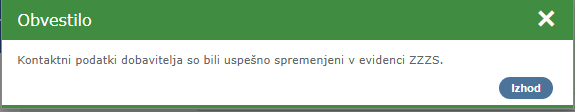 Obvestilo
Kontaktni podatki dobavitelja so bili uspešno spremenjeni v evidenci ZZZS.
Izhod